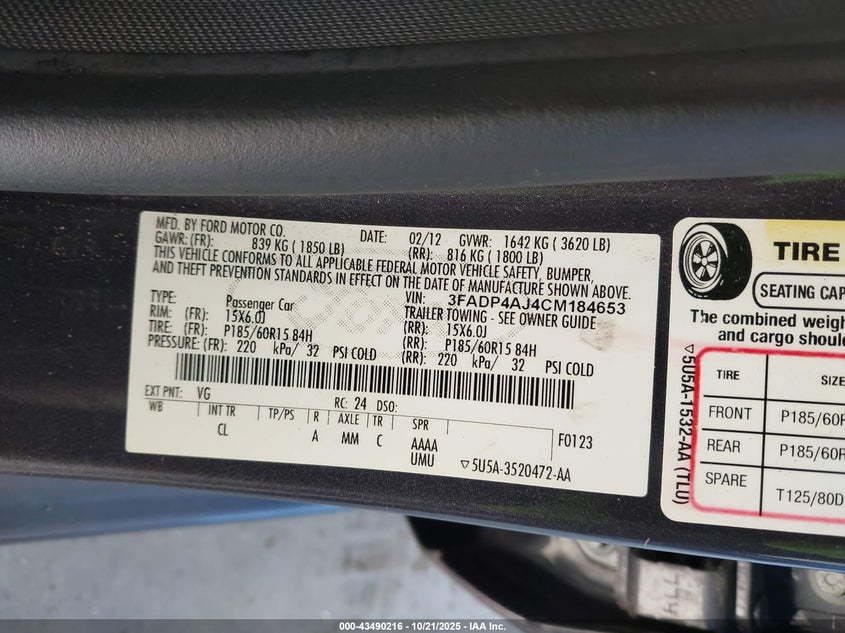 MFD. BY FORD MOTOR CO.
DATE: 02/12 GVWR: 1642 KG ( 3620 LB)
GAWR: (FR): 839 KG ( 1850 LB) (RR): 816 KG ( 1800 LB)
THIS VEHICLE CONFORMS TO ALL APPLICABLE FEDERAL MOTOR VEHICLE SAFETY, BUMPER,
AND THEFT PREVENTION STANDARDS IN EFFECT ON THE DATE OF MANUFACTURE SHOWN ABOVE.
VIN: 3FADP4AJ4CM184653
TYPE: Passenger Car TRAILER TOWING - SEE OWNER GUIDE
RIM: (FR): 15X6.0J (RR): 15X6.0J
TIRE: (FR): P185/60R15 84H (RR): P185/60R15 84H
PRESSURE: (FR): 220 kPa/ 32 PSI COLD (RR): 220 kPa/ 32 PSI COLD
EXT PNT: VG RC: 24 DSO:
WB INT TR TP/PS R AXLE TR SPR F0123
CL A MM C AAAA
UMU ▽5U5A-3520472-AA
TIRE
SEATING CAP
The combined weigh
and cargo shoul
▽5U5A-1532-AA (TLU)
TIRE SIZE
FRONT P185/60R
REAR P185/60R
SPARE T125/80D
774
000-43490216 - 10/21/2025 - IAA Inc.